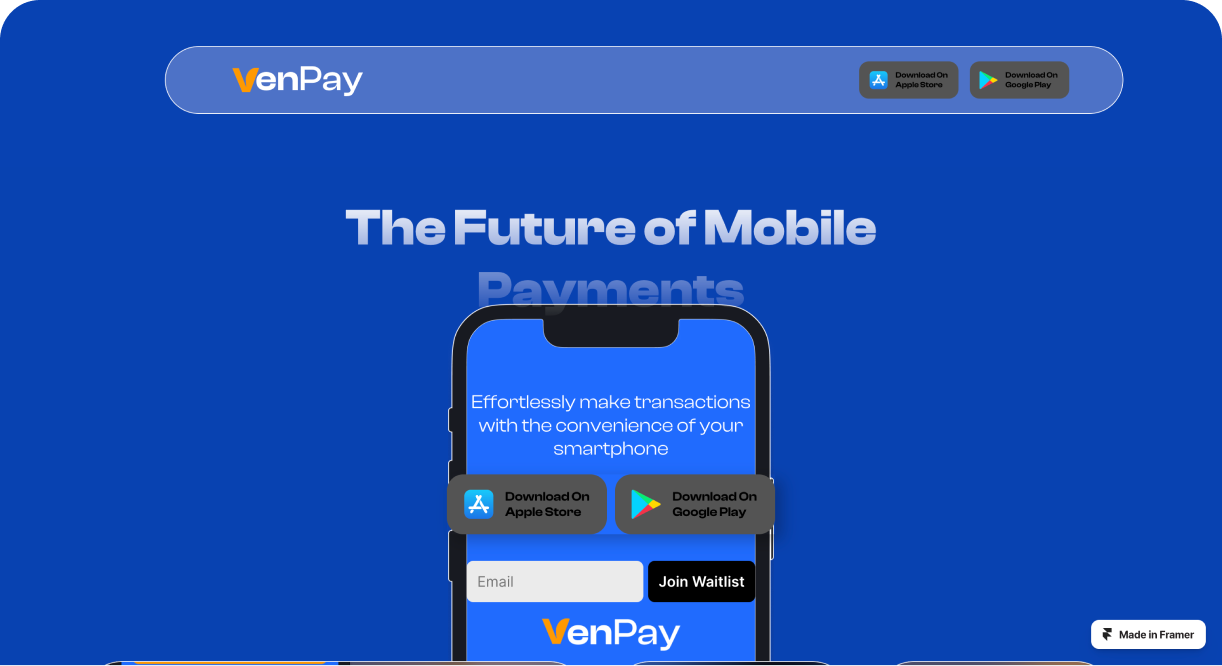 VenPay
Download On
Apple Store
Download On
Google Play
The Future of Mobile
Payments
Effortlessly make transactions
with the convenience of your
smartphone
Download On
Apple Store
Download On
Google Play
Email
Join Waitlist
VenPay
Made in Framer